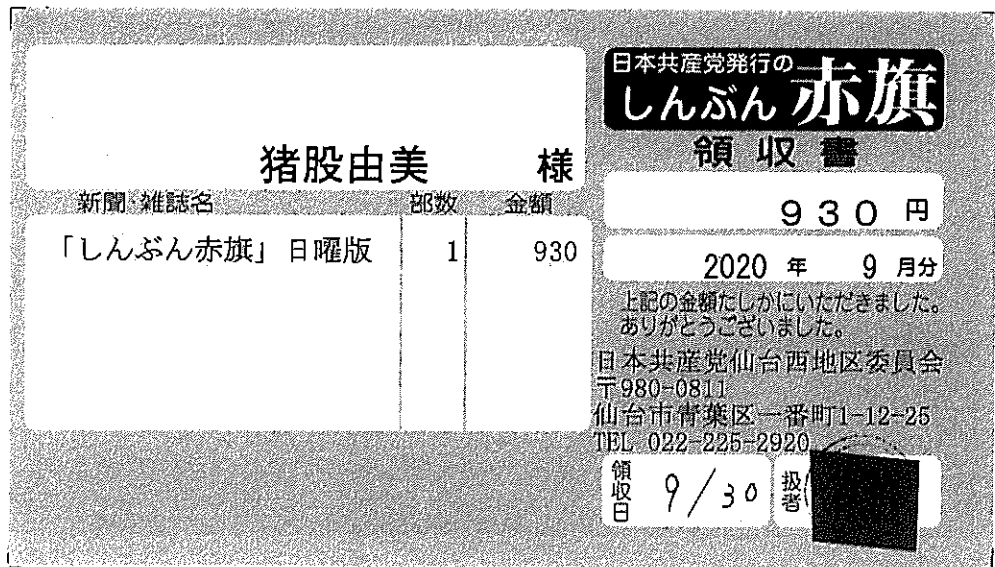 猪股由美 様
新聞・雑誌名 部数 金額
「しんぶん赤旗」日曜版 1 930
日本共産党発行の
しんぶん赤旗
領収書
930 円
2020 年 9 月分
上記の金額たしかにいただきました。
ありがとうございました。
日本共産党仙台西地区委員会
〒980-0811
仙台市青葉区一番町1-12-25
TEL 022-225-2920
領収日 9/30 扱者